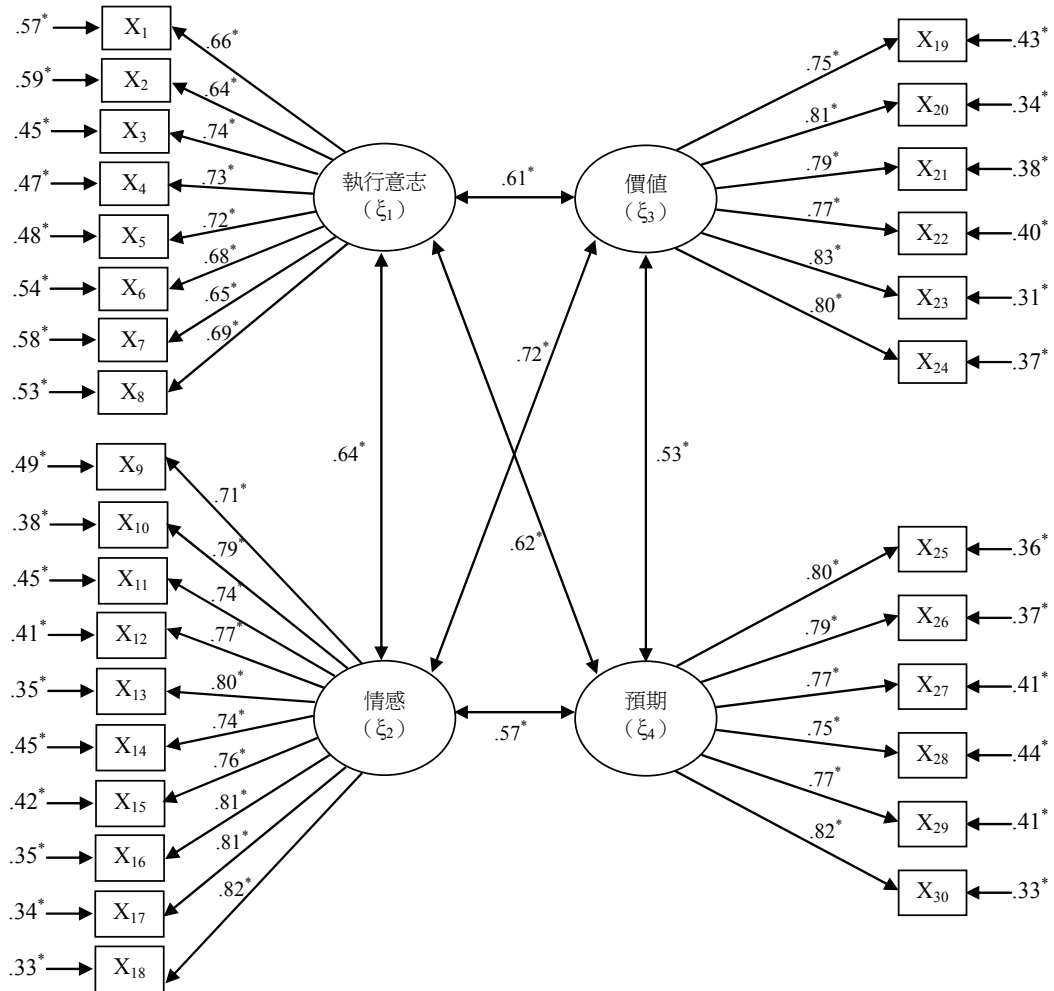 .57* X₁ .66*
.59* X₂ .64*
.45* X₃ .74*
.47* X₄ .73*
.48* X₅ .72*
.54* X₆ .68*
.58* X₇ .65*
.53* X₈ .69*
執行意志
(ξ₁)
.61*
價值
(ξ₃)
.75* X₁₉ .43*
.81* X₂₀ .34*
.79* X₂₁ .38*
.77* X₂₂ .40*
.83* X₂₃ .31*
.80* X₂₄ .37*
.72*
.64*
.53*
.62*
.49* X₉ .71*
.38* X₁₀ .79*
.45* X₁₁ .74*
.41* X₁₂ .77*
.35* X₁₃ .80*
.45* X₁₄ .74*
.42* X₁₅ .76*
.35* X₁₆ .81*
.34* X₁₇ .81*
.33* X₁₈ .82*
情感
(ξ₂)
.57*
預期
(ξ₄)
.80* X₂₅ .36*
.79* X₂₆ .37*
.77* X₂₇ .41*
.75* X₂₈ .44*
.77* X₂₉ .41*
.82* X₃₀ .33*